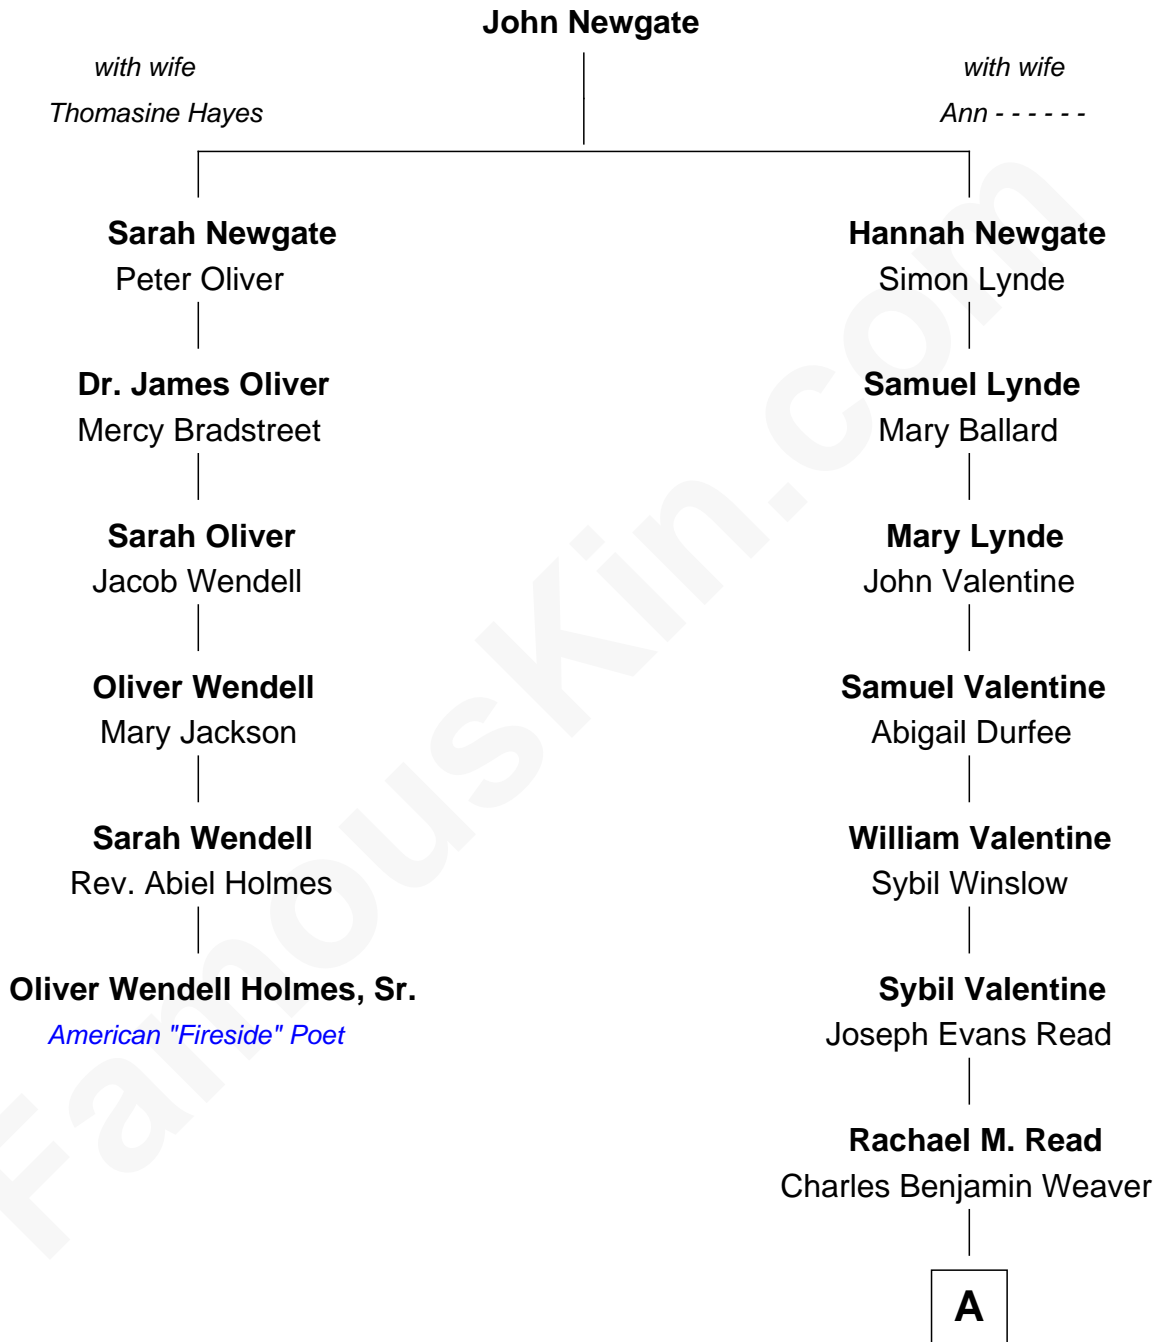 John Newgate
with wife
Thomasine Hayes
with wife
Ann - - - - - -
Sarah Newgate
Peter Oliver
Hannah Newgate
Simon Lynde
Dr. James Oliver
Mercy Bradstreet
Samuel Lynde
Mary Ballard
Sarah Oliver
Jacob Wendell
Mary Lynde
John Valentine
Oliver Wendell
Mary Jackson
Samuel Valentine
Abigail Durfee
Sarah Wendell
Rev. Abiel Holmes
William Valentine
Sybil Winslow
Oliver Wendell Holmes, Sr.
American "Fireside" Poet
Sybil Valentine
Joseph Evans Read
Rachael M. Read
Charles Benjamin Weaver
A
FamousKin.com